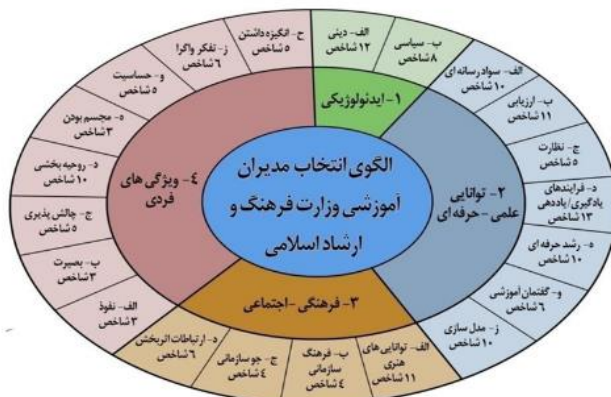 الگوی انتخاب مدیران
آموزشی وزارت فرهنگ و
ارشاد اسلامی
۱- ایدئولوژیکی
الف- دینی
۱۲ شاخص
ب- سیاسی
۸ شاخص
۲- توانایی
علمی-حرفه ای
الف- سواد رسانه ای
۱۰ شاخص
ب- ارزیابی
۱۱ شاخص
ج- نظارت
۵ شاخص
د- فرایندهای
یادگیری/یاددهی
۱۳ شاخص
ه- رشد حرفه ای
۱۰ شاخص
و- گفتمان آموزشی
۶ شاخص
ز- مدل سازی
۱۰ شاخص
۳- فرهنگی-اجتماعی
الف- توانایی های
هنری
۱۱ شاخص
ب- فرهنگ
سازمانی
۴ شاخص
ج- جو سازمانی
۴ شاخص
د- ارتباطات اثربخش
۶ شاخص
۴- ویژگی های
فردی
الف- نفوذ
۳ شاخص
ب- بصیرت
۳ شاخص
ج- چالش پذیری
۵ شاخص
د- روحیه بخشی
۱۰ شاخص
ه- مجسم بودن
۳ شاخص
و- حساسیت
۵ شاخص
ز- تفکر واگرا
۶ شاخص
ح- انگیزه داشتن
۵ شاخص